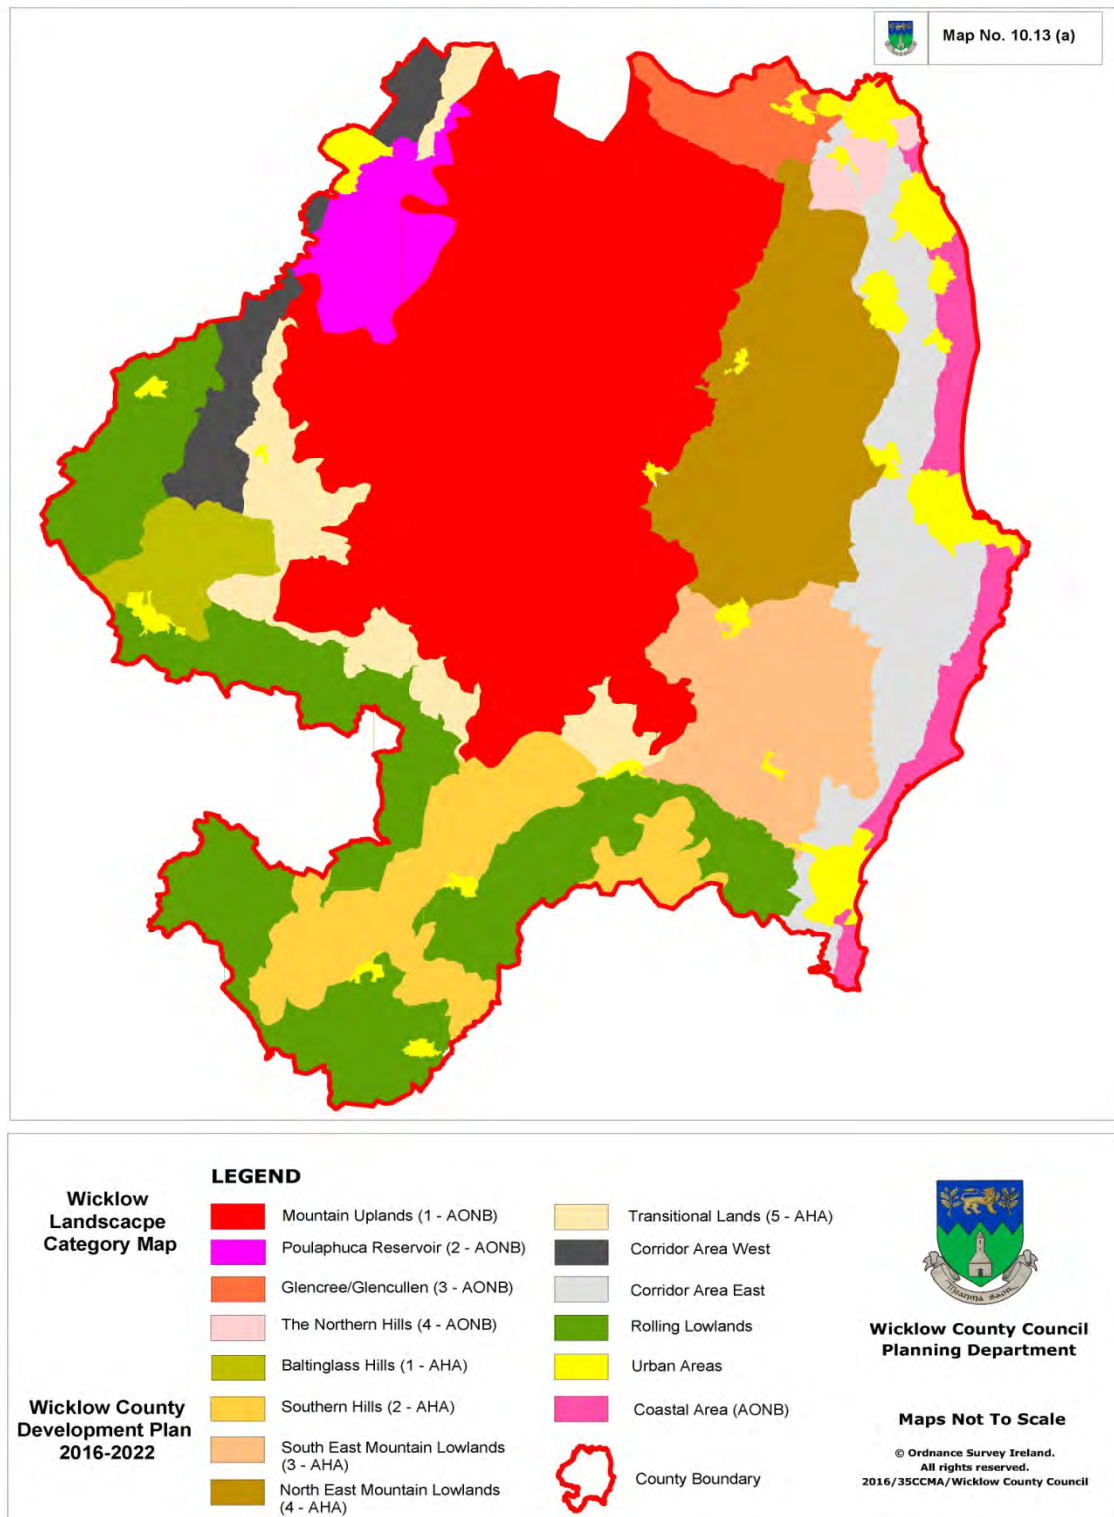 Map No. 10.13 (a)
Wicklow
Landscacpe
Category Map
Wicklow County
Development Plan
2016-2022
LEGEND
Mountain Uplands (1 - AONB)
Poulaphuca Reservoir (2 - AONB)
Glencree/Glencullen (3 - AONB)
The Northern Hills (4 - AONB)
Baltinglass Hills (1 - AHA)
Southern Hills (2 - AHA)
South East Mountain Lowlands
(3 - AHA)
North East Mountain Lowlands
(4 - AHA)
Transitional Lands (5 - AHA)
Corridor Area West
Corridor Area East
Rolling Lowlands
Urban Areas
Coastal Area (AONB)
County Boundary
Meanma Saor
Wicklow County Council
Planning Department
Maps Not To Scale
© Ordnance Survey Ireland.
All rights reserved.
2016/35CCMA/Wicklow County Council